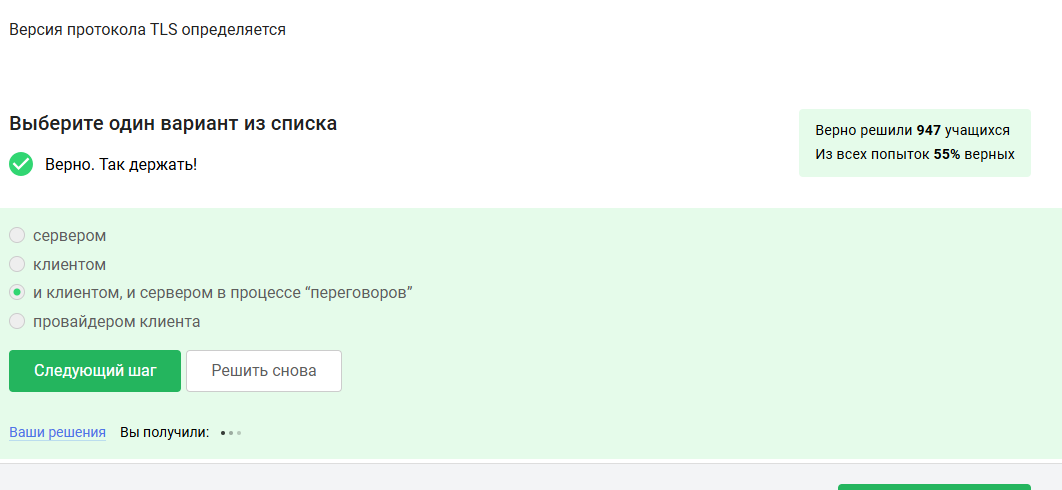 Версия протокола TLS определяется
Выберите один вариант из списка
Верно. Так держать!
Верно решили 947 учащихся
Из всех попыток 55% верных
сервером
клиентом
и клиентом, и сервером в процессе “переговоров”
провайдером клиента
Следующий шаг Решить снова
Ваши решения Вы получили: